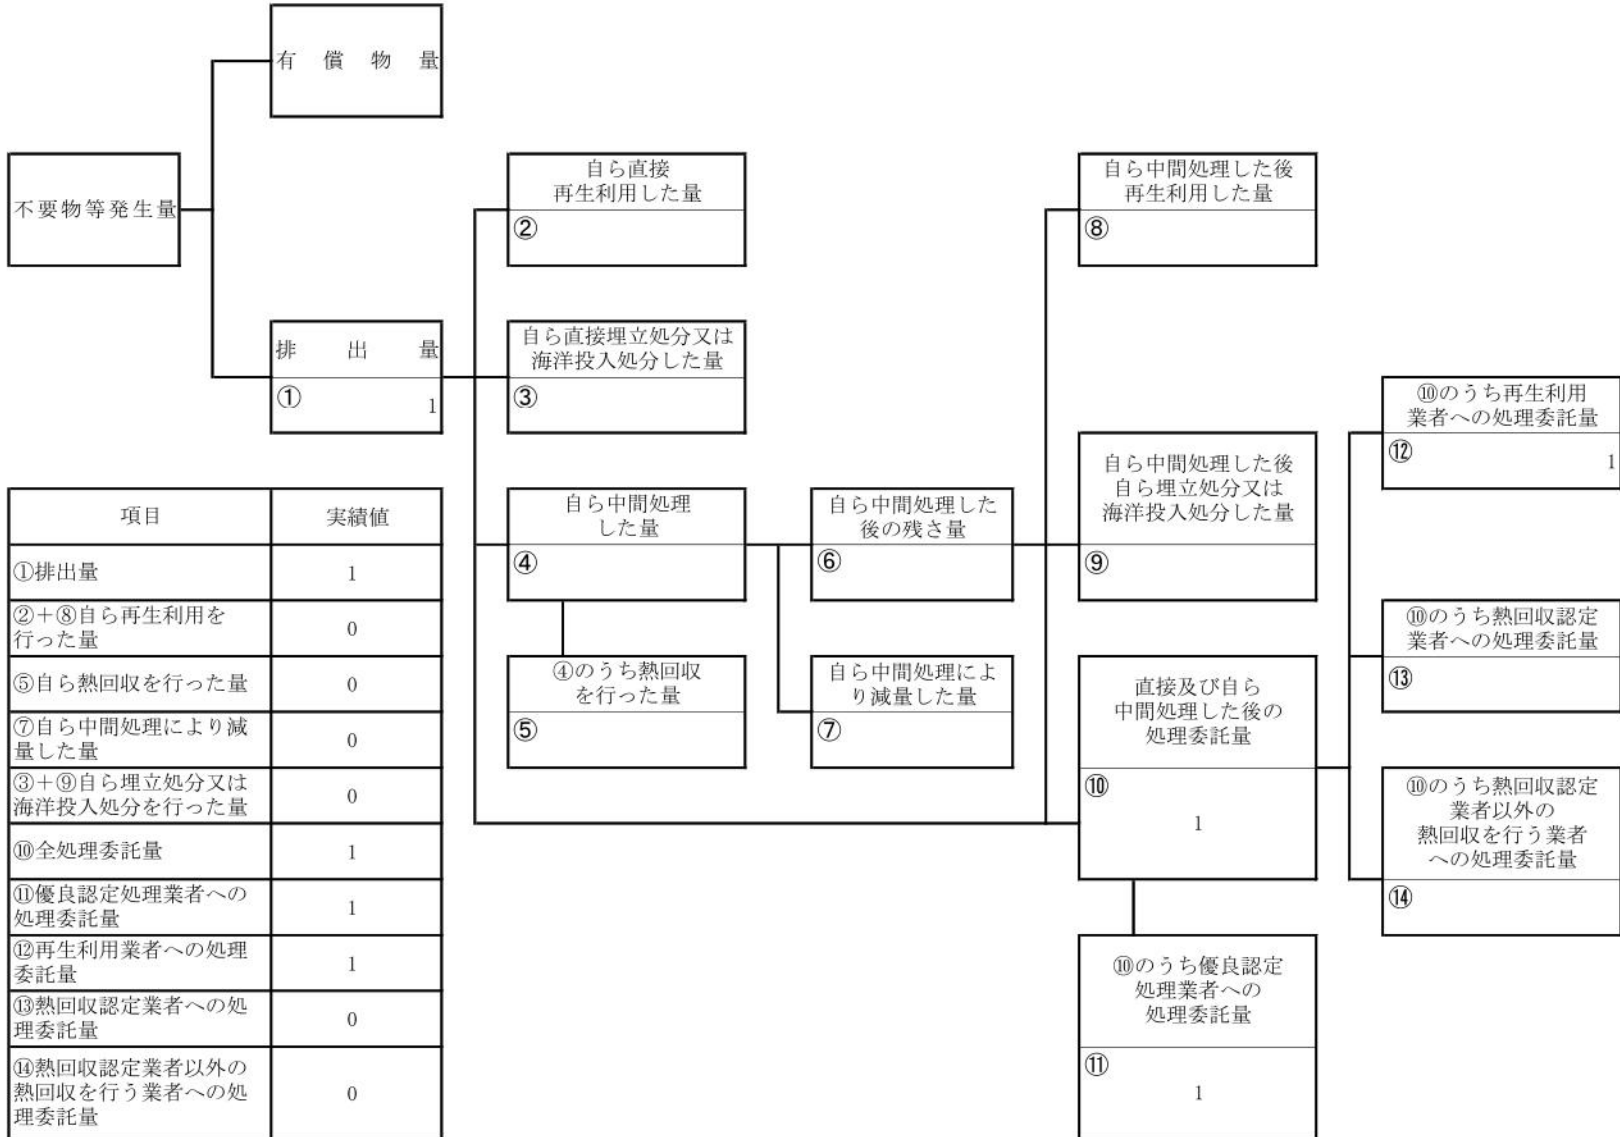 有償物量
不要物等発生量
排出量
①
1
自ら直接
再生利用した量
②
自ら直接埋立処分又は
海洋投入処分した量
③
自ら中間処理
した量
④
④のうち熱回収
を行った量
⑤
自ら中間処理した
後の残さ量
⑥
自ら中間処理によ
り減量した量
⑦
自ら中間処理した後
再生利用した量
⑧
自ら中間処理した後
自ら埋立処分又は
海洋投入処分した量
⑨
直接及び自ら
中間処理した後の
処理委託量
⑩
1
⑩のうち優良認定
処理業者への
処理委託量
⑪
1
⑩のうち再生利用
業者への処理委託量
⑫
1
⑩のうち熱回収認定
業者への処理委託量
⑬
⑩のうち熱回収認定
業者以外の
熱回収を行う業者
への処理委託量
⑭
項目 実績値
①排出量 1
②+⑧自ら再生利用を
行った量 0
⑤自ら熱回収を行った量 0
⑦自ら中間処理により減
量した量 0
③+⑨自ら埋立処分又は
海洋投入処分を行った量 0
⑩全処理委託量 1
⑪優良認定処理業者への
処理委託量 1
⑫再生利用業者への処理
委託量 1
⑬熱回収認定業者への処
理委託量 0
⑭熱回収認定業者以外の
熱回収を行う業者への処
理委託量 0